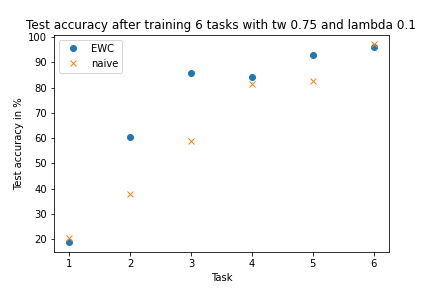 Test accuracy after training 6 tasks with tw 0.75 and lambda 0.1
100
90
80
70
60
50
40
30
20
Test accuracy in %
EWC
naive
1 2 3 4 5 6
Task